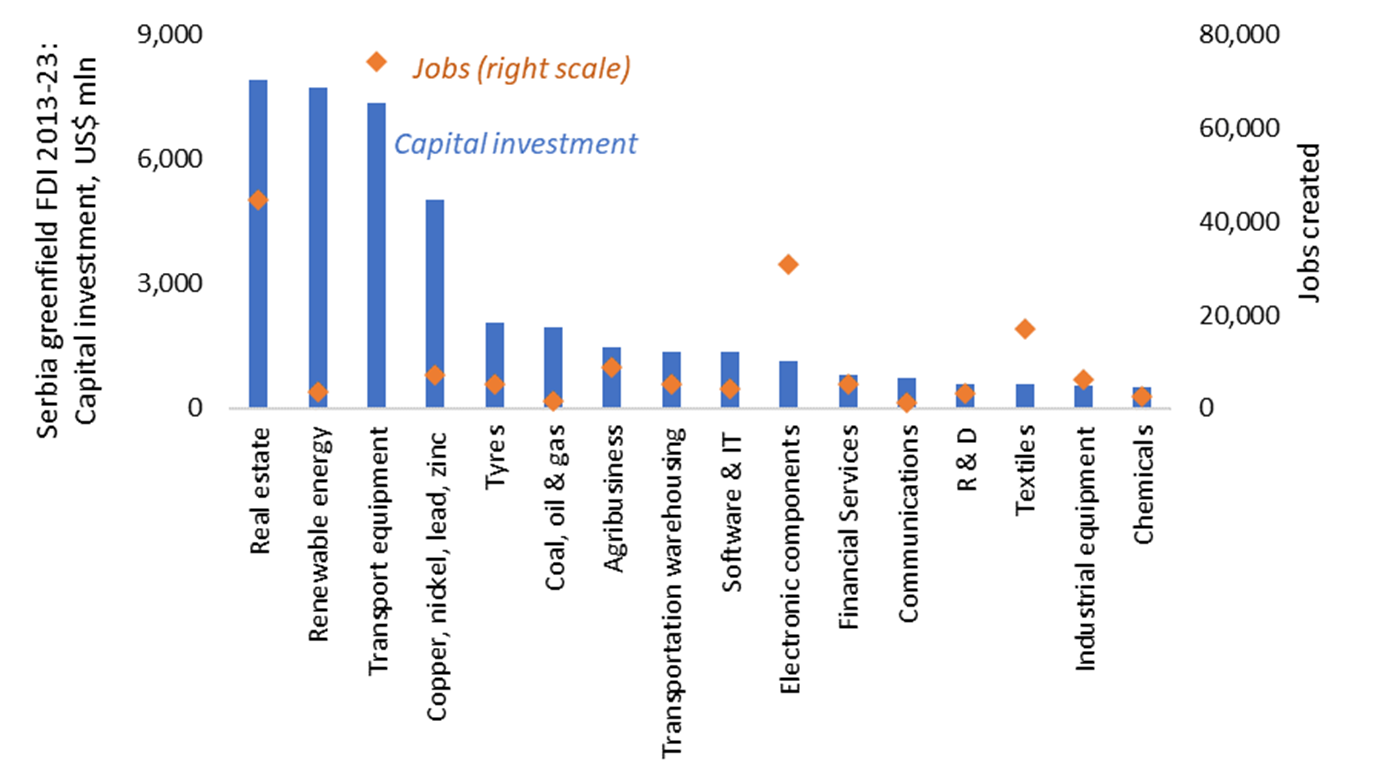 Serbia greenfield FDI 2013-23:
Capital investment, US$ mln
9,000
6,000
3,000
0
Jobs (right scale)
Capital investment
80,000
60,000
40,000
20,000
0
Jobs created
Real estate
Renewable energy
Transport equipment
Copper, nickel, lead, zinc
Tyres
Coal, oil & gas
Agribusiness
Transportation warehousing
Software & IT
Electronic components
Financial Services
Communications
R & D
Textiles
Industrial equipment
Chemicals